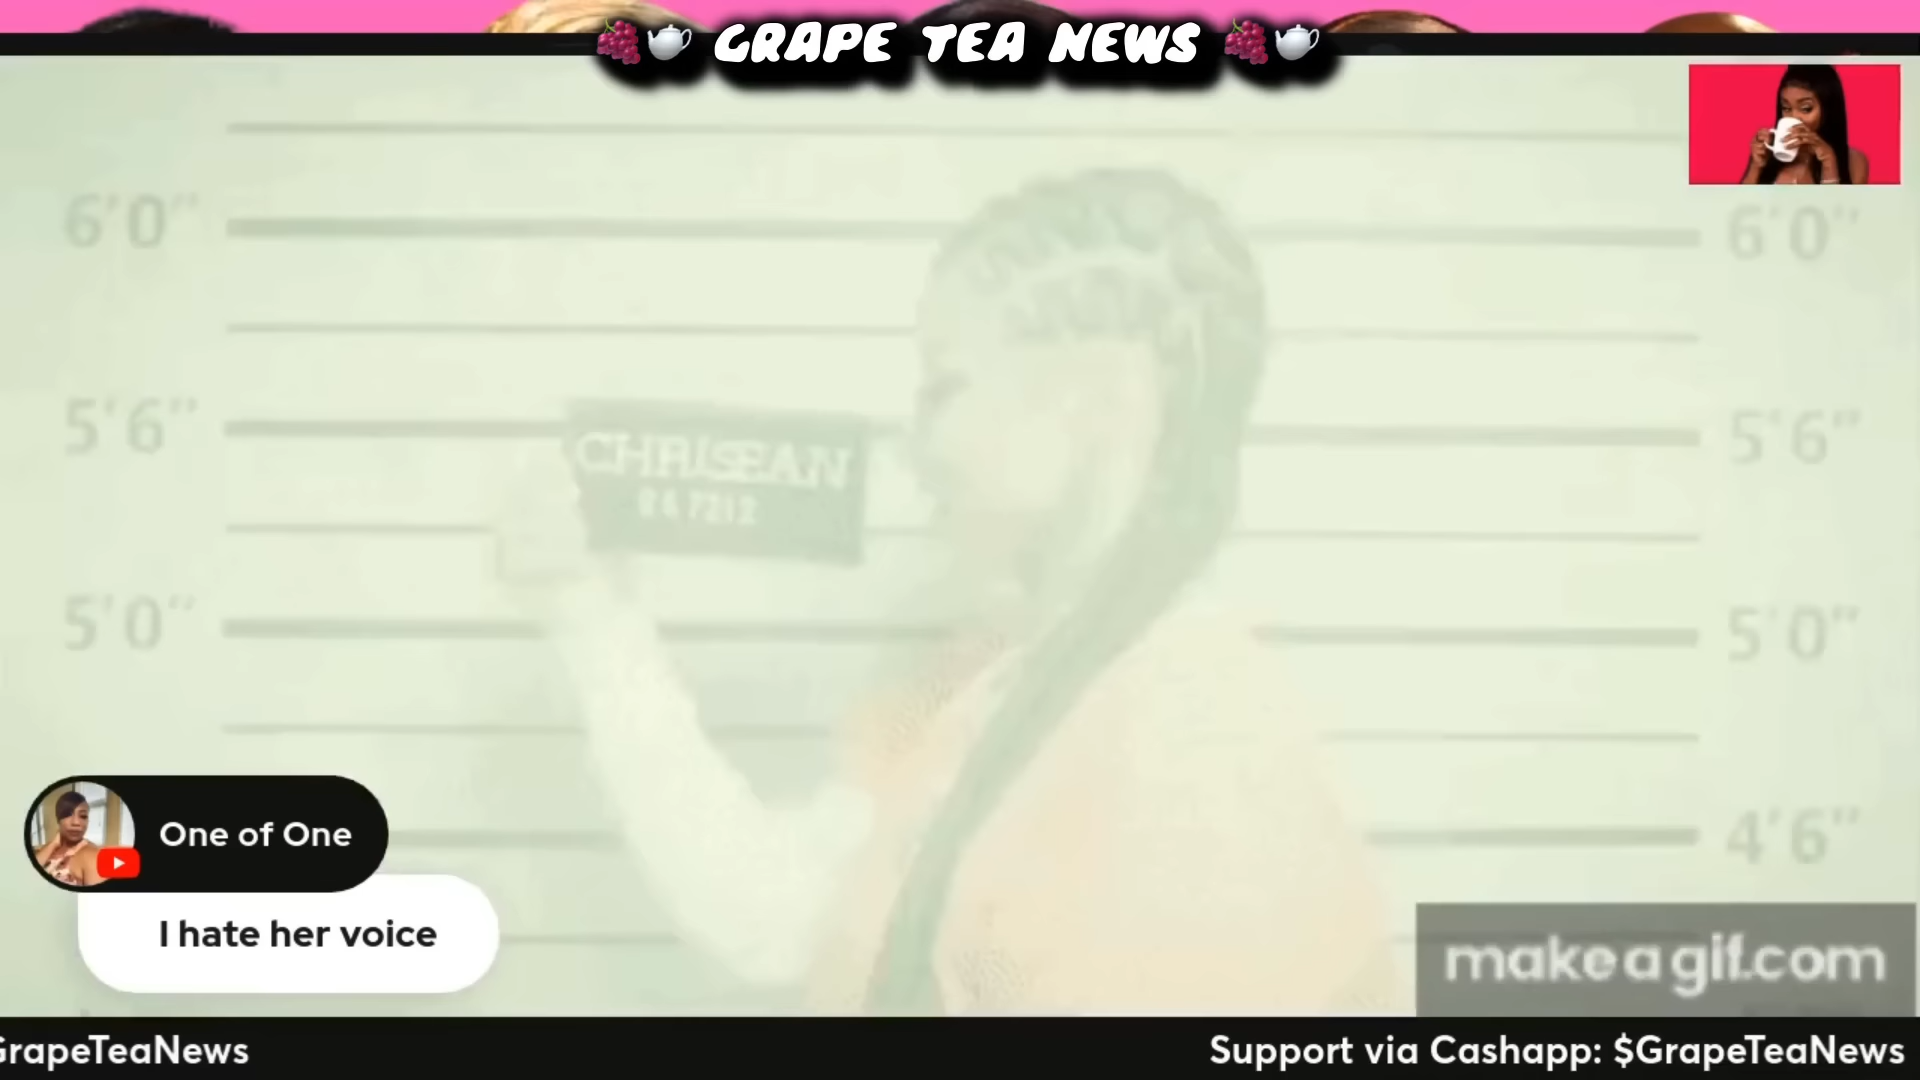 GRAPE TEA NEWS
6'0" 6'0"
5'6" 5'6"
CHRISEAN
5'0" 5'0"
4'6"
One of One
I hate her voice
makeagif.com
GrapeTeaNews Support via Cashapp: $GrapeTeaNews